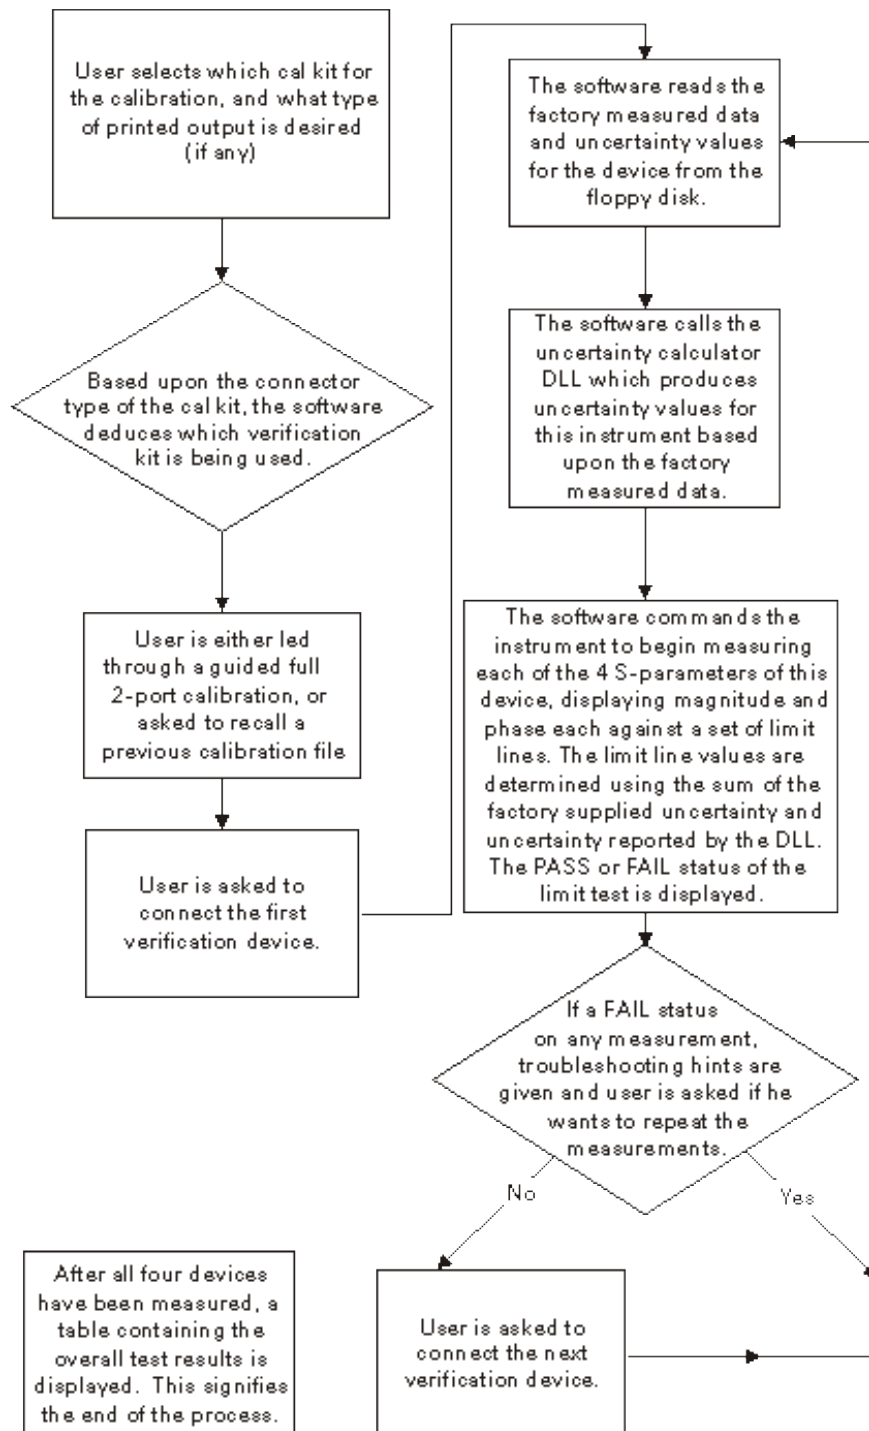 User selects which cal kit for
the calibration, and what type
of printed output is desired
(if any)
Based upon the connector
type of the cal kit, the software
deduces which verification
kit is being used.
User is either led
through a guided full
2-port calibration, or
asked to recall a
previous calibration file
User is asked to
connect the first
verification device.
The software reads the
factory measured data
and uncertainty values
for the device from the
floppy disk.
The software calls the
uncertainty calculator
DLL which produces
uncertainty values for
this instrument based
upon the factory
measured data.
The software commands the
instrument to begin measuring
each of the 4 S-parameters of this
device, displaying magnitude and
phase each against a set of limit
lines. The limit line values are
determined using the sum of the
factory supplied uncertainty and
uncertainty reported by the DLL.
The PASS or FAIL status of the
limit test is displayed.
If a FAIL status
on any measurement,
troubleshooting hints are
given and user is asked if he
wants to repeat the
measurements.
No
Yes
User is asked to
connect the next
verification device.
After all four devices
have been measured, a
table containing the
overall test results is
displayed. This signifies
the end of the process.